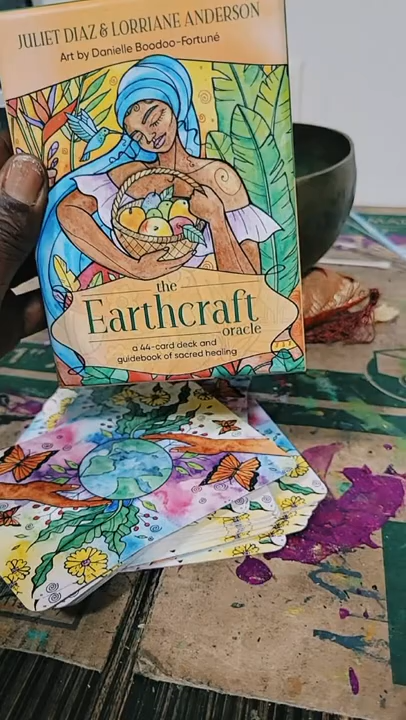 JULIET DIAZ & LORRIANE ANDERSON
Art by Danielle Boodoo-Fortuné
the
Earthcraft
oracle
a 44-card deck and
guidebook of sacred healing